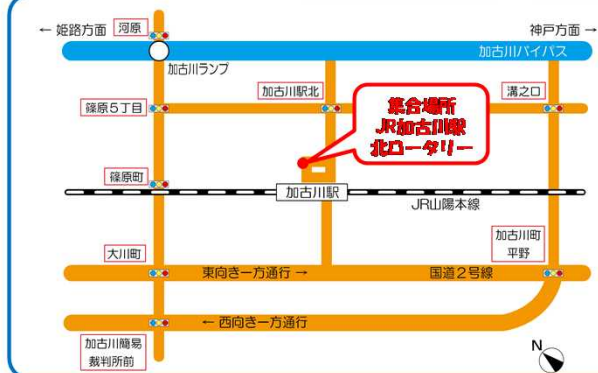 ← 姫路方面
河原
神戸方面 →
加古川バイパス
加古川ランプ
篠原5丁目
加古川駅北
溝之口
集合場所
JR加古川駅
北ロータリー
篠原町
加古川駅
JR山陽本線
大川町
加古川町
平野
東向き一方通行 →
国道2号線
← 西向き一方通行
加古川簡易
裁判所前
N